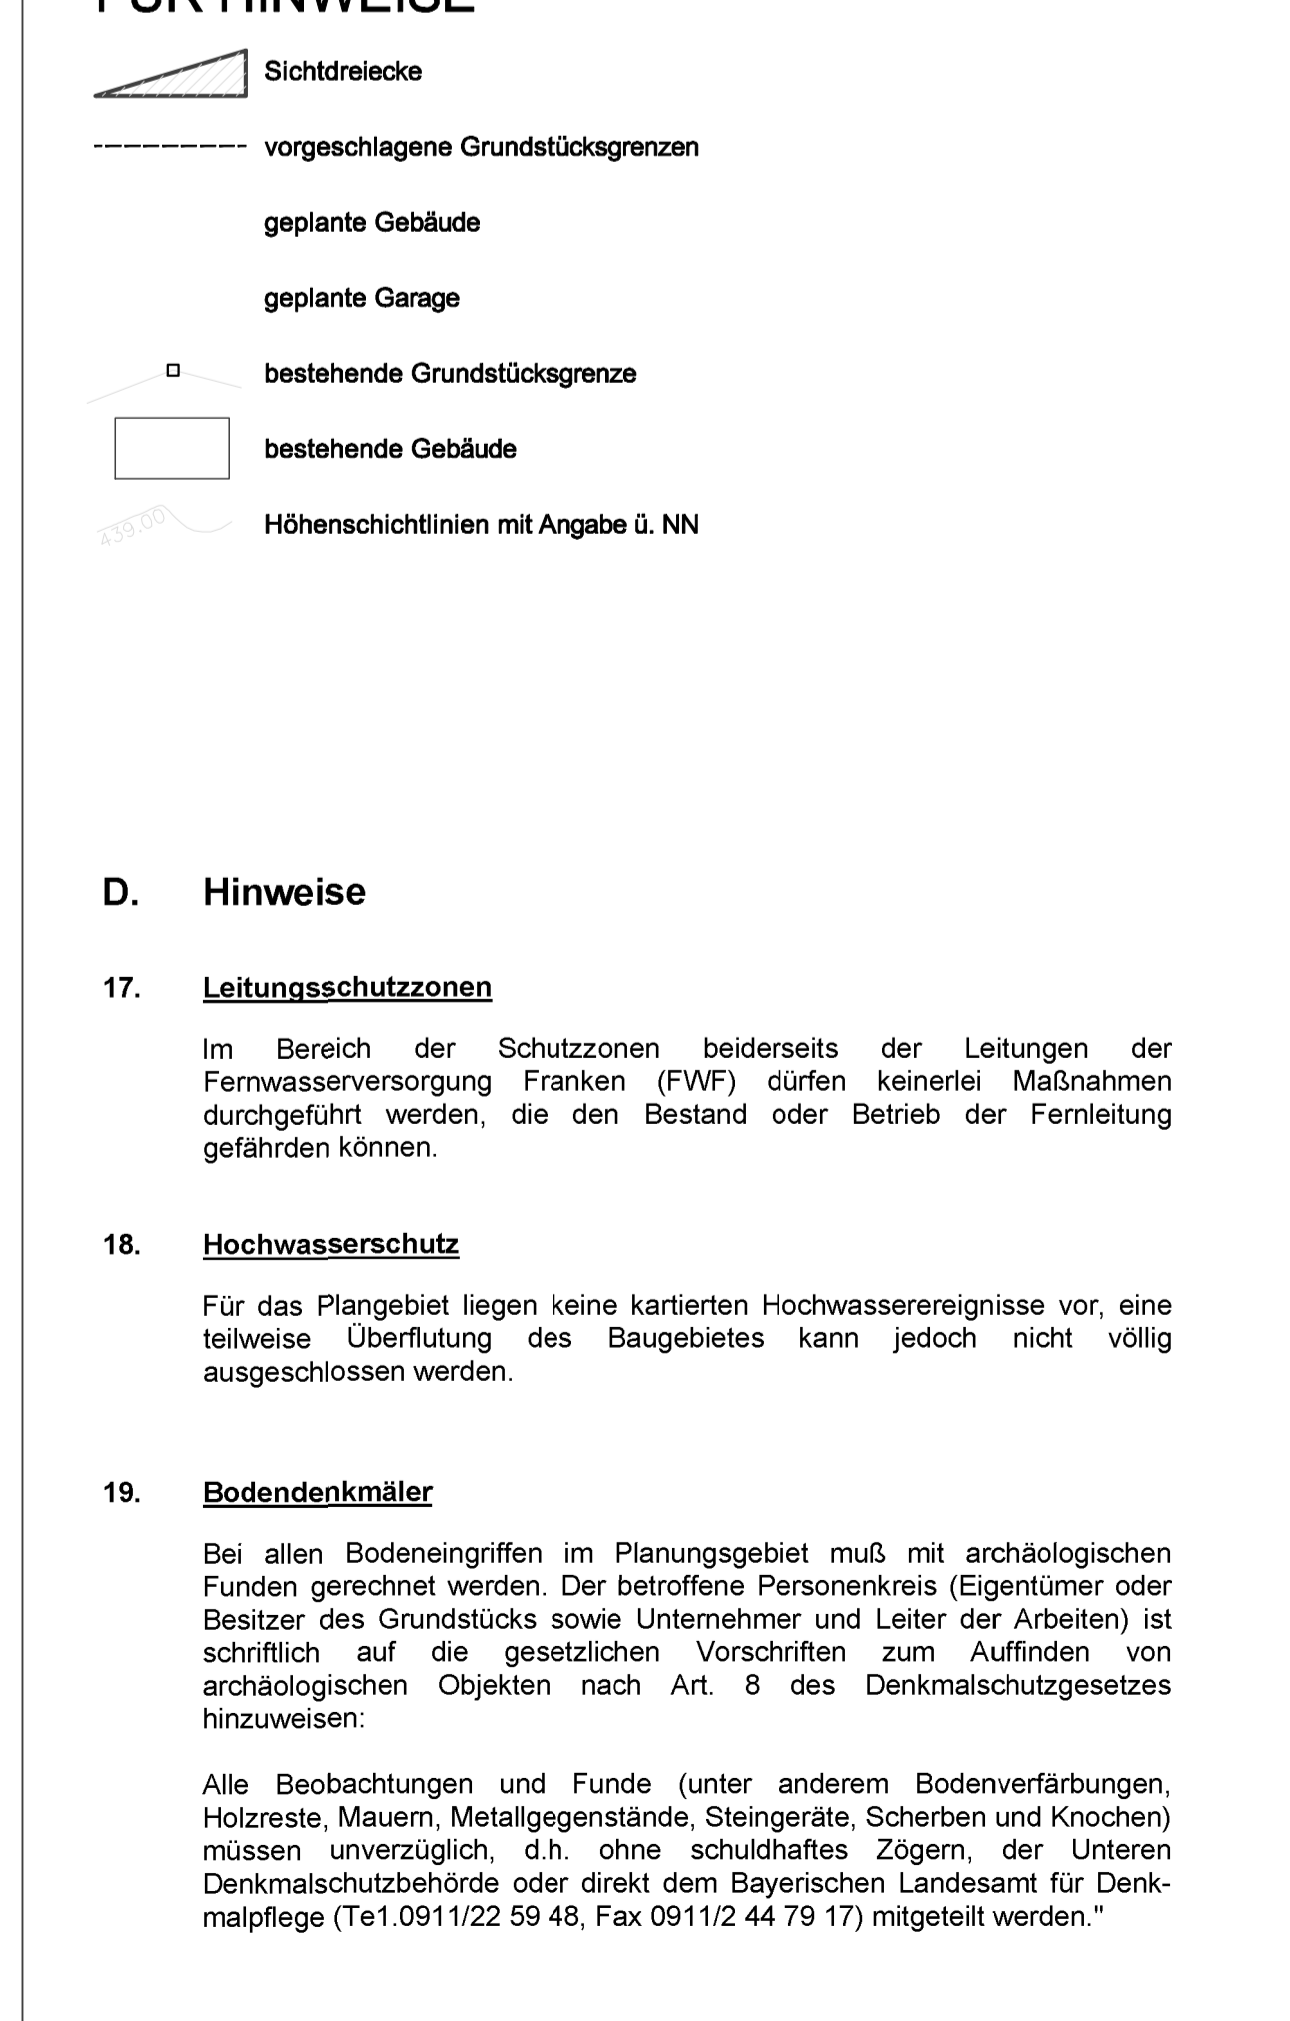 FÜR HINWEISE
Sichtdreiecke
vorgeschlagene Grundstücksgrenzen
geplante Gebäude
geplante Garage
bestehende Grundstücksgrenze
bestehende Gebäude
439.00
Höhenschichtlinien mit Angabe ü. NN
D. Hinweise
17. Leitungsschutzzonen
Im Bereich der Schutzzonen beiderseits der Leitungen der
Fernwasserversorgung Franken (FWF) dürfen keinerlei Maßnahmen
durchgeführt werden, die den Bestand oder Betrieb der Fernleitung
gefährden können.
18. Hochwasserschutz
Für das Plangebiet liegen keine kartierten Hochwasserereignisse vor, eine
teilweise Überflutung des Baugebietes kann jedoch nicht völlig
ausgeschlossen werden.
19. Bodendenkmäler
Bei allen Bodeneingriffen im Planungsgebiet muß mit archäologischen
Funden gerechnet werden. Der betroffene Personenkreis (Eigentümer oder
Besitzer des Grundstücks sowie Unternehmer und Leiter der Arbeiten) ist
schriftlich auf die gesetzlichen Vorschriften zum Auffinden von
archäologischen Objekten nach Art. 8 des Denkmalschutzgesetzes
hinzuweisen:
Alle Beobachtungen und Funde (unter anderem Bodenverfärbungen,
Holzreste, Mauern, Metallgegenstände, Steingeräte, Scherben und Knochen)
müssen unverzüglich, d.h. ohne schuldhaftes Zögern, der Unteren
Denkmalschutzbehörde oder direkt dem Bayerischen Landesamt für Denk-
malpflege (Te1.0911/22 59 48, Fax 0911/2 44 79 17) mitgeteilt werden."